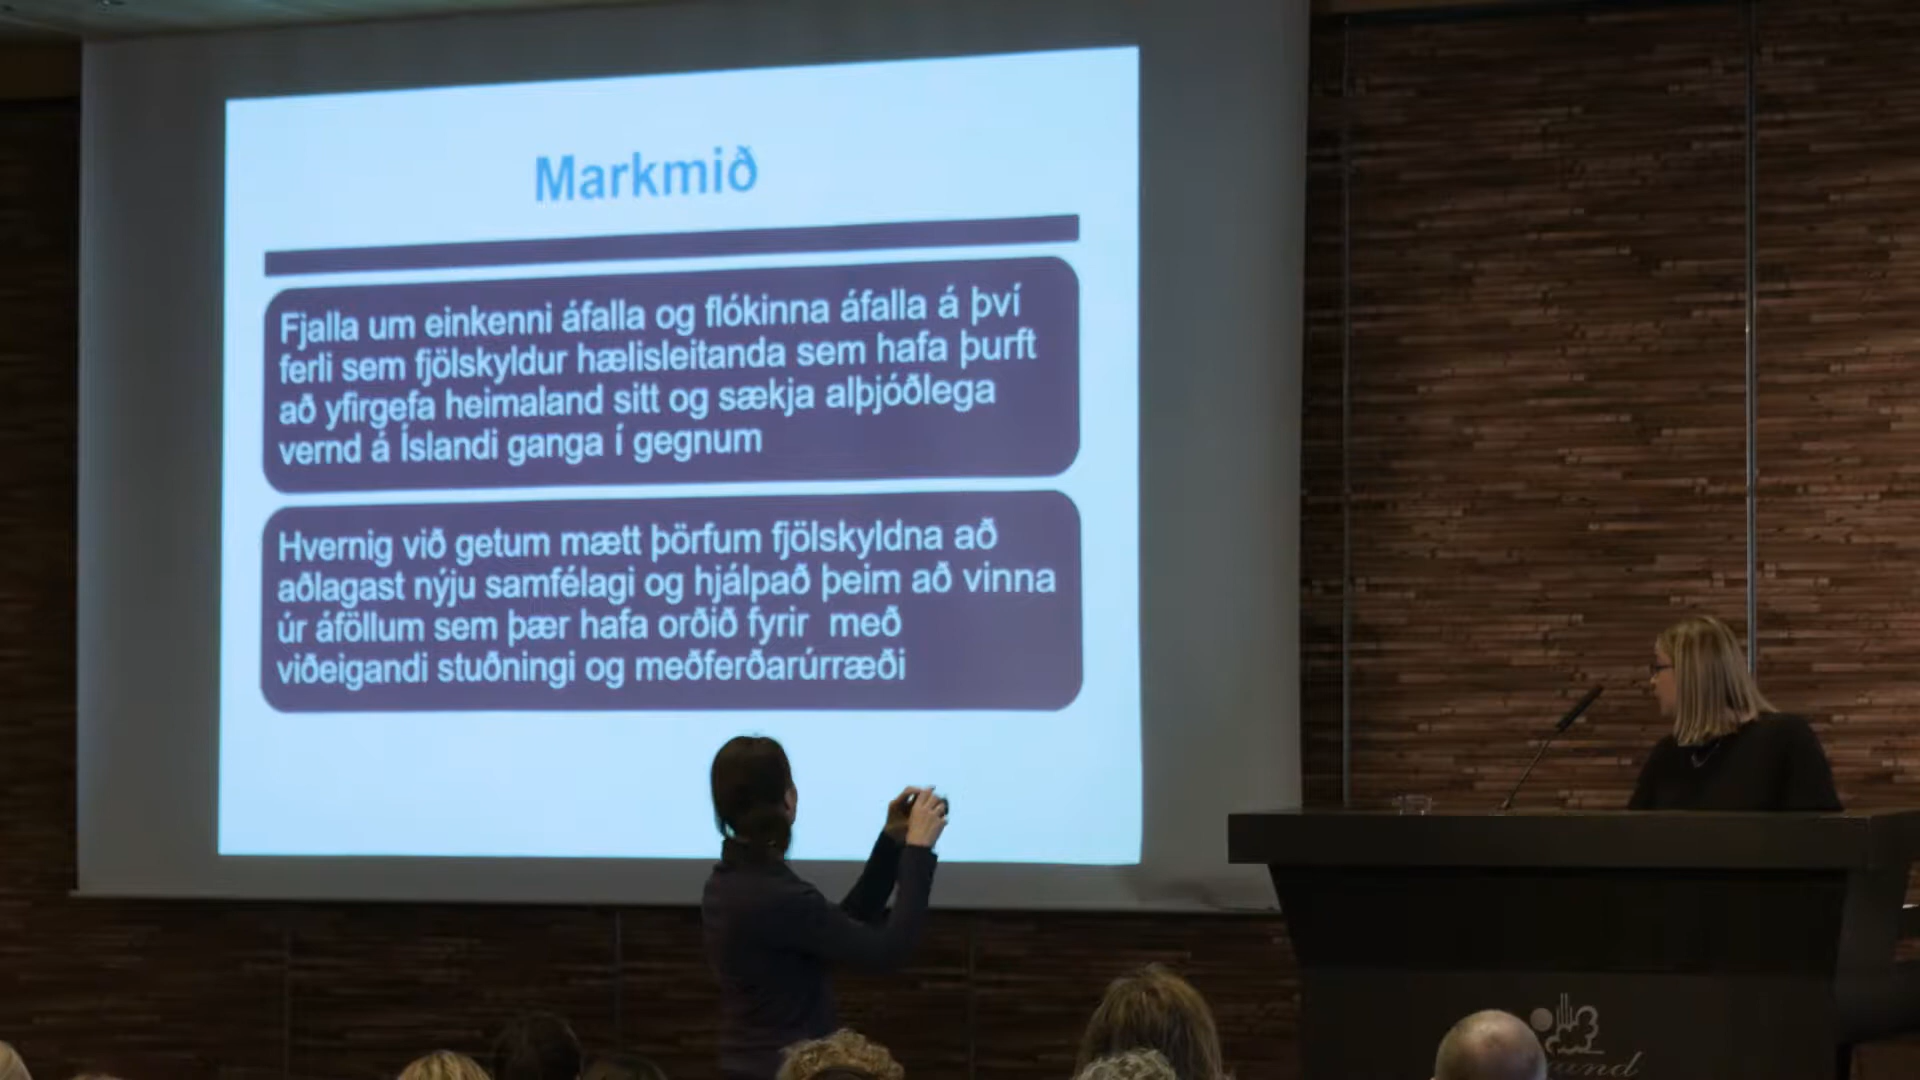 Markmið
Fjalla um einkenni áfalla og flókinna áfalla á því
ferli sem fjölskyldur hælisleitanda sem hafa þurft
að yfirgefa heimaland sitt og sækja alþjóðlega
vernd á Íslandi ganga í gegnum
Hvernig við getum mætt þörfum fjölskyldna að
aðlagast nýju samfélagi og hjálpað þeim að vinna
úr áföllum sem þær hafa orðið fyrir með
viðeigandi stuðningi og meðferðarúrræði